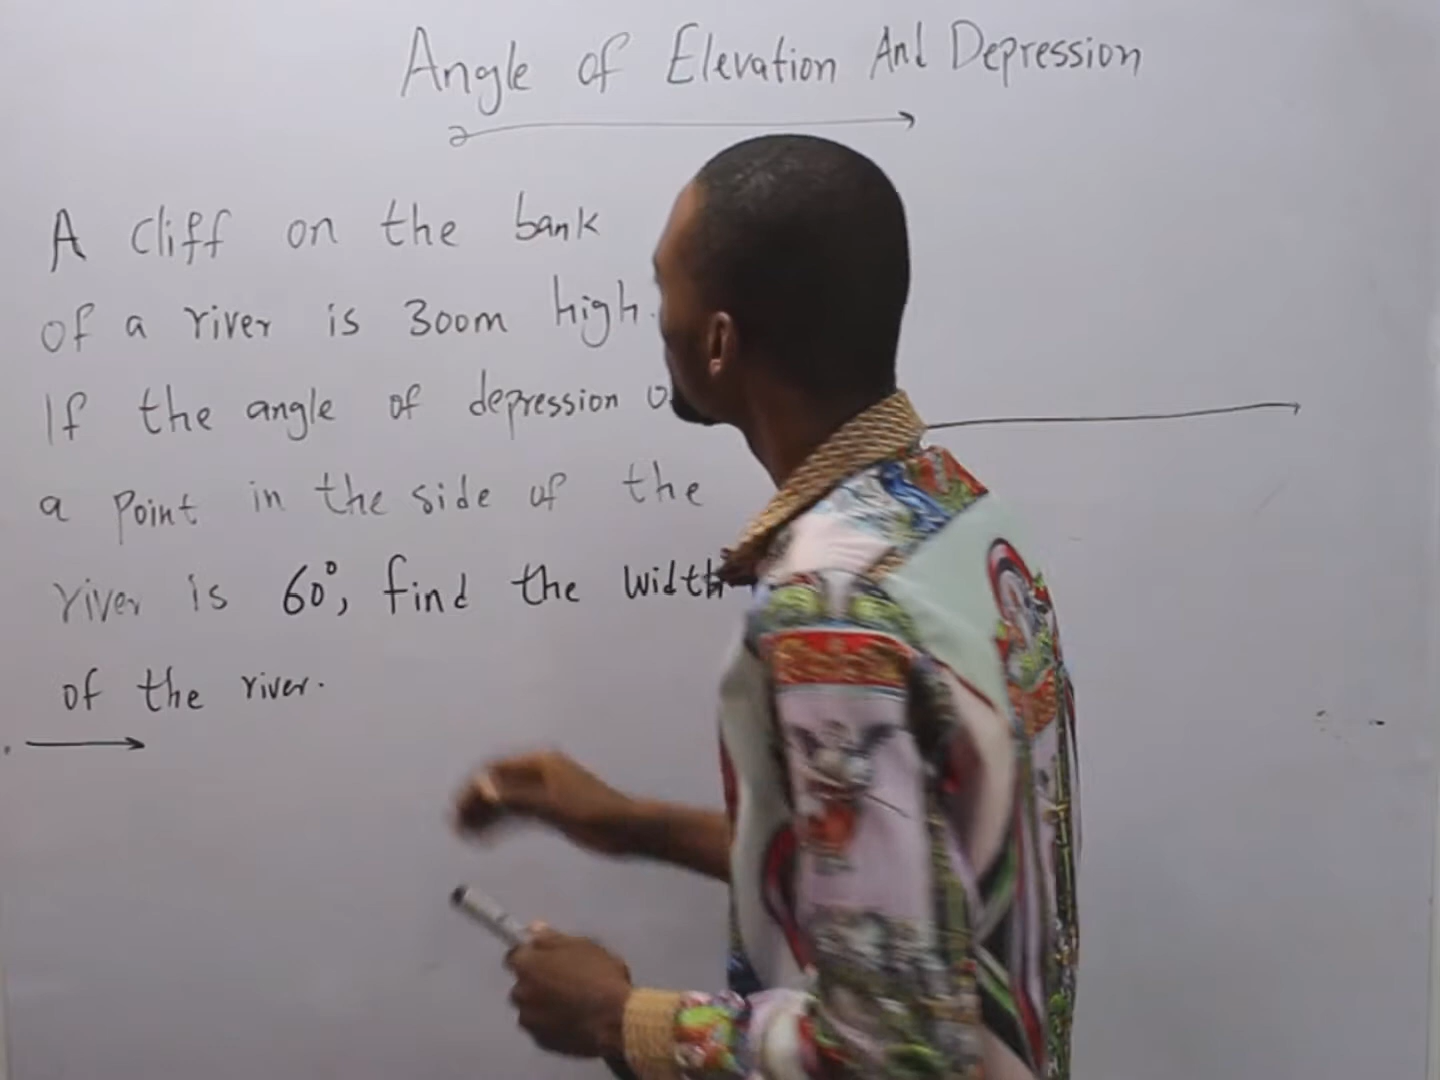 Angle of Elevation And Depression
A cliff on the bank
of a river is 300m high.
If the angle of depression
a point in the side of the
river is 60°, find the width
of the river.